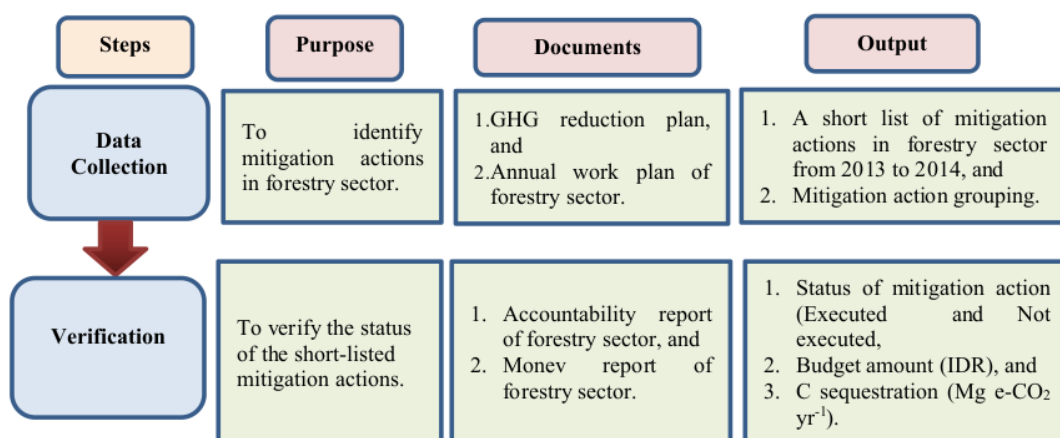 Steps
Purpose
Documents
Output
Data
Collection
To identify
mitigation actions
in forestry sector.
1.GHG reduction plan,
and
2.Annual work plan of
forestry sector.
1. A short list of mitigation
actions in forestry sector
from 2013 to 2014, and
2. Mitigation action grouping.
Verification
To verify the status
of the short-listed
mitigation actions.
1. Accountability report
of forestry sector, and
2. Monev report of
forestry sector.
1. Status of mitigation action
(Executed and Not
executed,
2. Budget amount (IDR), and
3. C sequestration (Mg e-CO₂
yr⁻¹).